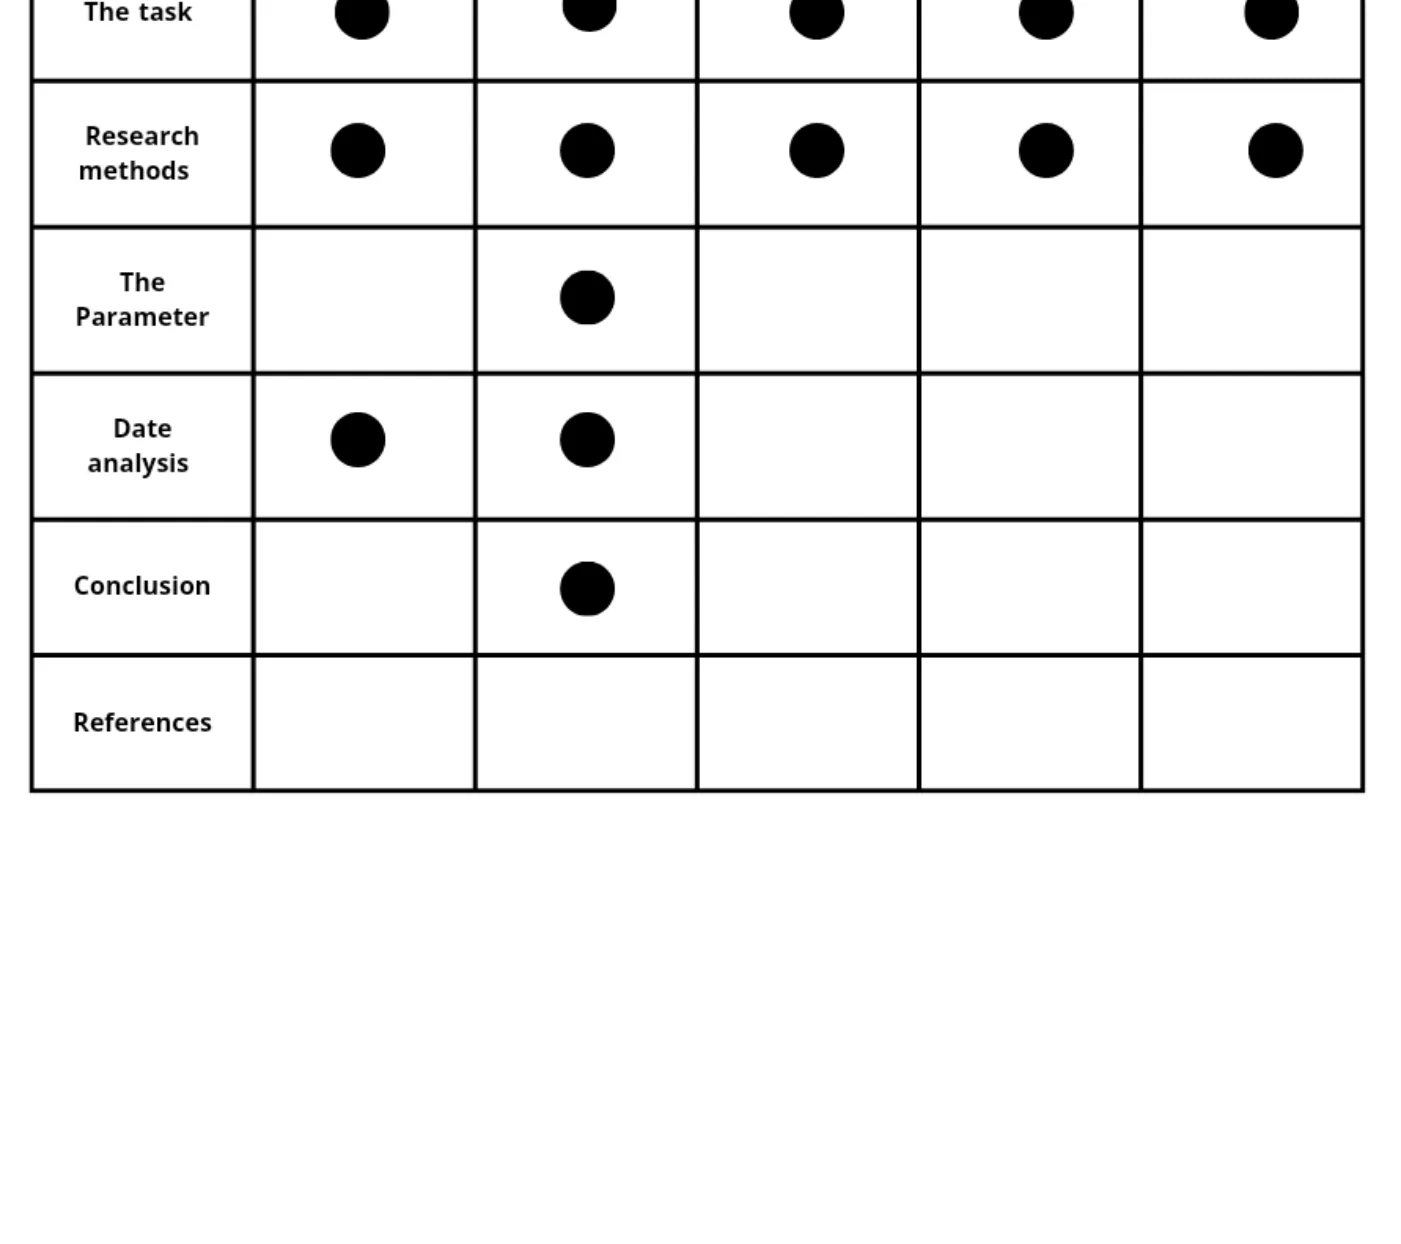 The task
Research
methods
The
Parameter
Date
analysis
Conclusion
References